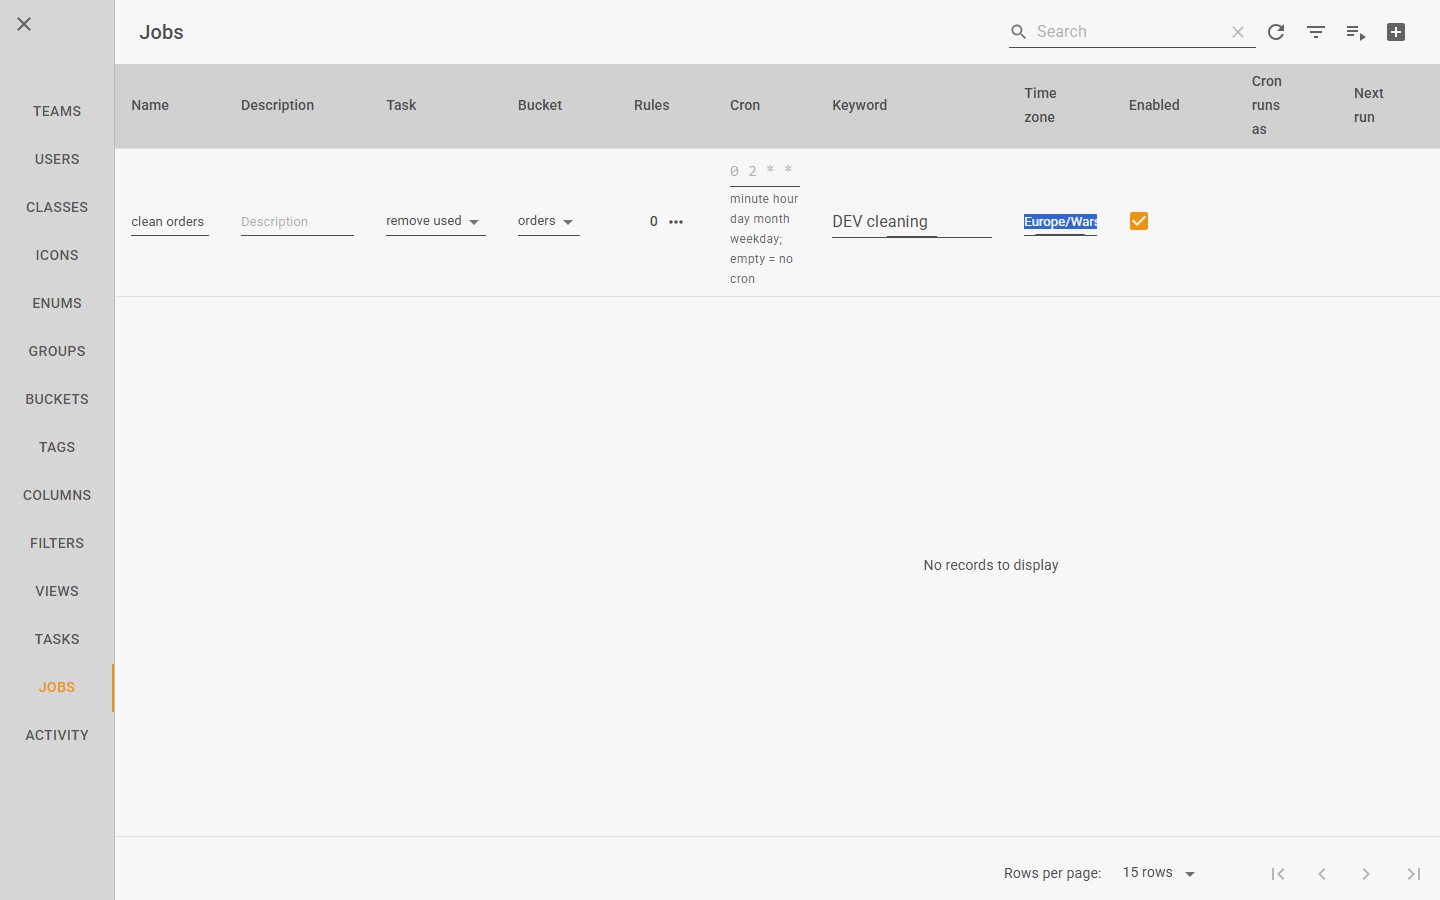 Jobs
Search
TEAMS
USERS
CLASSES
ICONS
ENUMS
GROUPS
BUCKETS
TAGS
COLUMNS
FILTERS
VIEWS
TASKS
JOBS
ACTIVITY
Name Description Task Bucket Rules Cron Keyword Time zone Enabled Cron runs as Next run
clean orders Description remove used orders 0 ••• 0 2 * * DEV cleaning Europe/Wars
minute hour
day month
weekday;
empty = no
cron
No records to display
Rows per page: 15 rows